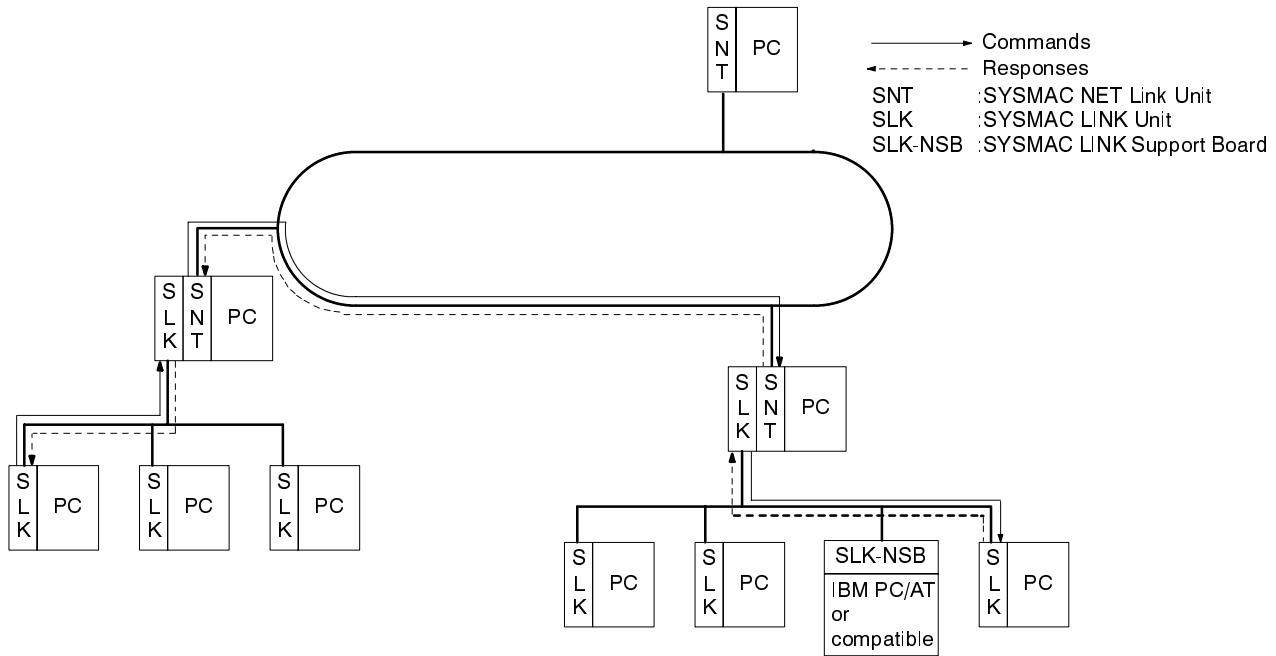 S
N
T
PC
Commands
Responses
SNT :SYSMAC NET Link Unit
SLK :SYSMAC LINK Unit
SLK-NSB :SYSMAC LINK Support Board
S
L
K
S
N
T
PC
S
L
K
S
N
T
PC
S
L
K
PC
S
L
K
PC
S
L
K
PC
S
L
K
PC
S
L
K
PC
SLK-NSB
IBM PC/AT
or
compatible
S
L
K
PC